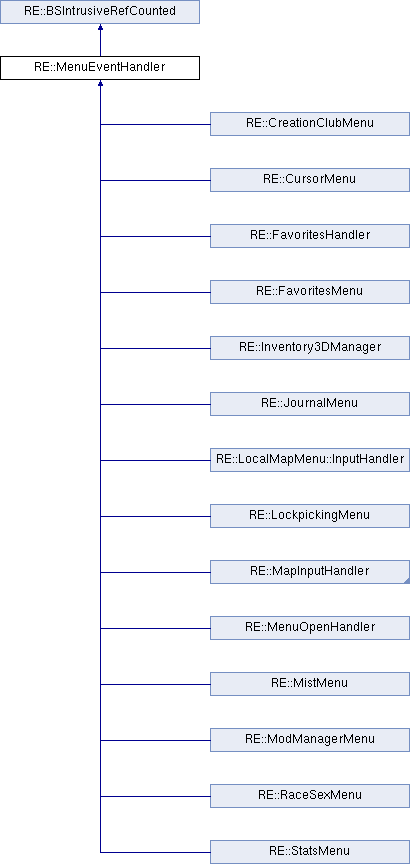 RE::BSIntrusiveRefCounted
RE::MenuEventHandler
RE::CreationClubMenu
RE::CursorMenu
RE::FavoritesHandler
RE::FavoritesMenu
RE::Inventory3DManager
RE::JournalMenu
RE::LocalMapMenu::InputHandler
RE::LockpickingMenu
RE::MapInputHandler
RE::MenuOpenHandler
RE::MistMenu
RE::ModManagerMenu
RE::RaceSexMenu
RE::StatsMenu